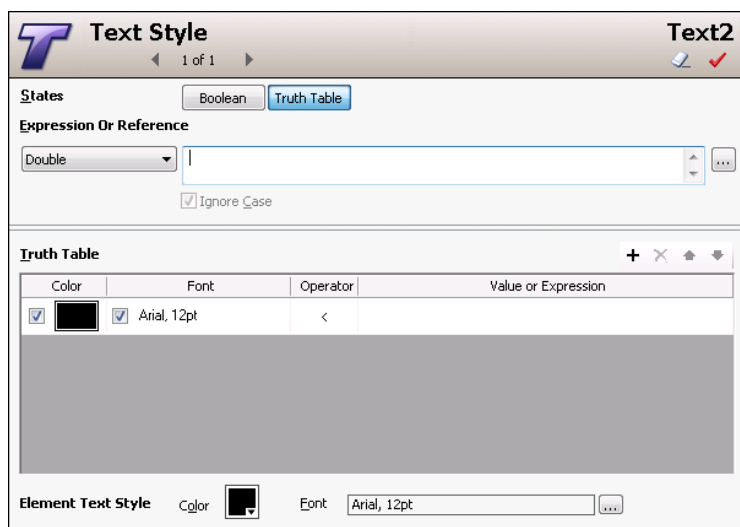 Text Style
Text2
1 of 1
States
Boolean
Truth Table
Expression Or Reference
Double
...
Ignore Case
Truth Table
Color Font Operator Value or Expression
Arial, 12pt <
Element Text Style Color Font Arial, 12pt ...